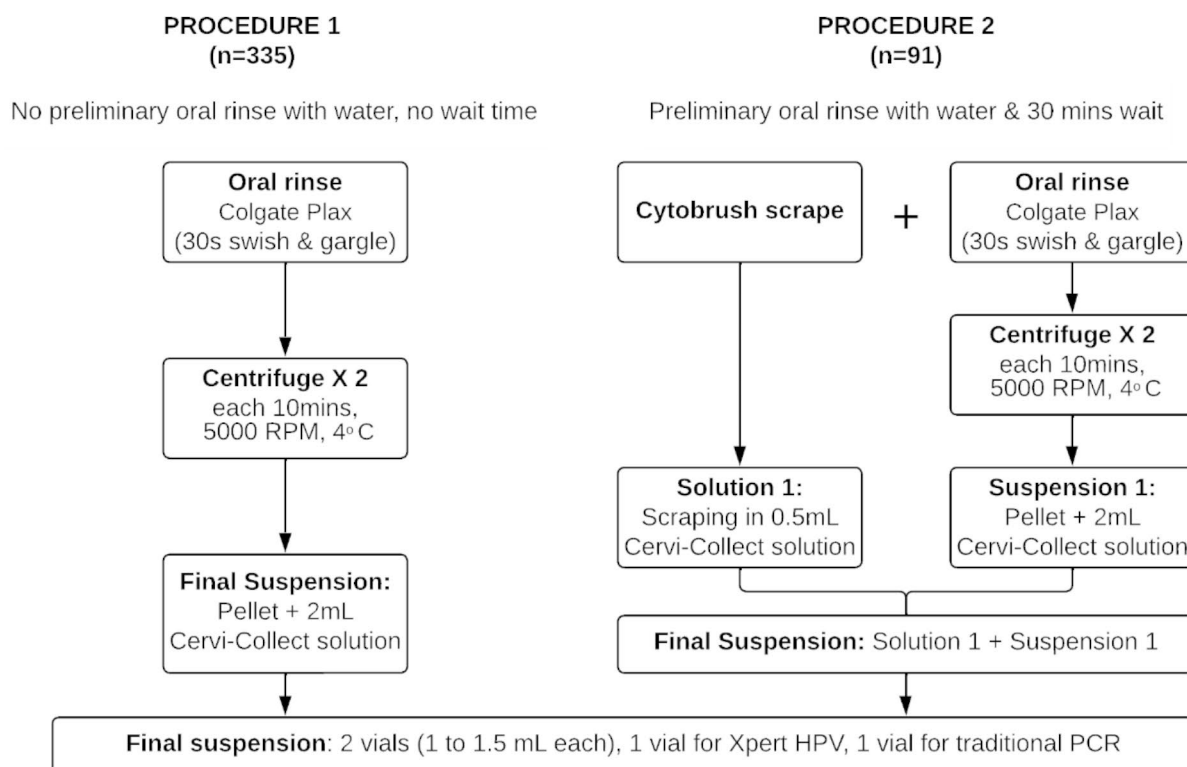 PROCEDURE 1
(n=335)
No preliminary oral rinse with water, no wait time
Oral rinse
Colgate Plax
(30s swish & gargle)
Centrifuge X 2
each 10mins,
5000 RPM, 4°C
Final Suspension:
Pellet + 2mL
Cervi-Collect solution
PROCEDURE 2
(n=91)
Preliminary oral rinse with water & 30 mins wait
Cytobrush scrape
+
Oral rinse
Colgate Plax
(30s swish & gargle)
Centrifuge X 2
each 10mins,
5000 RPM, 4°C
Solution 1:
Scraping in 0.5mL
Cervi-Collect solution
Suspension 1:
Pellet + 2mL
Cervi-Collect solution
Final Suspension: Solution 1 + Suspension 1
Final suspension: 2 vials (1 to 1.5 mL each), 1 vial for Xpert HPV, 1 vial for traditional PCR